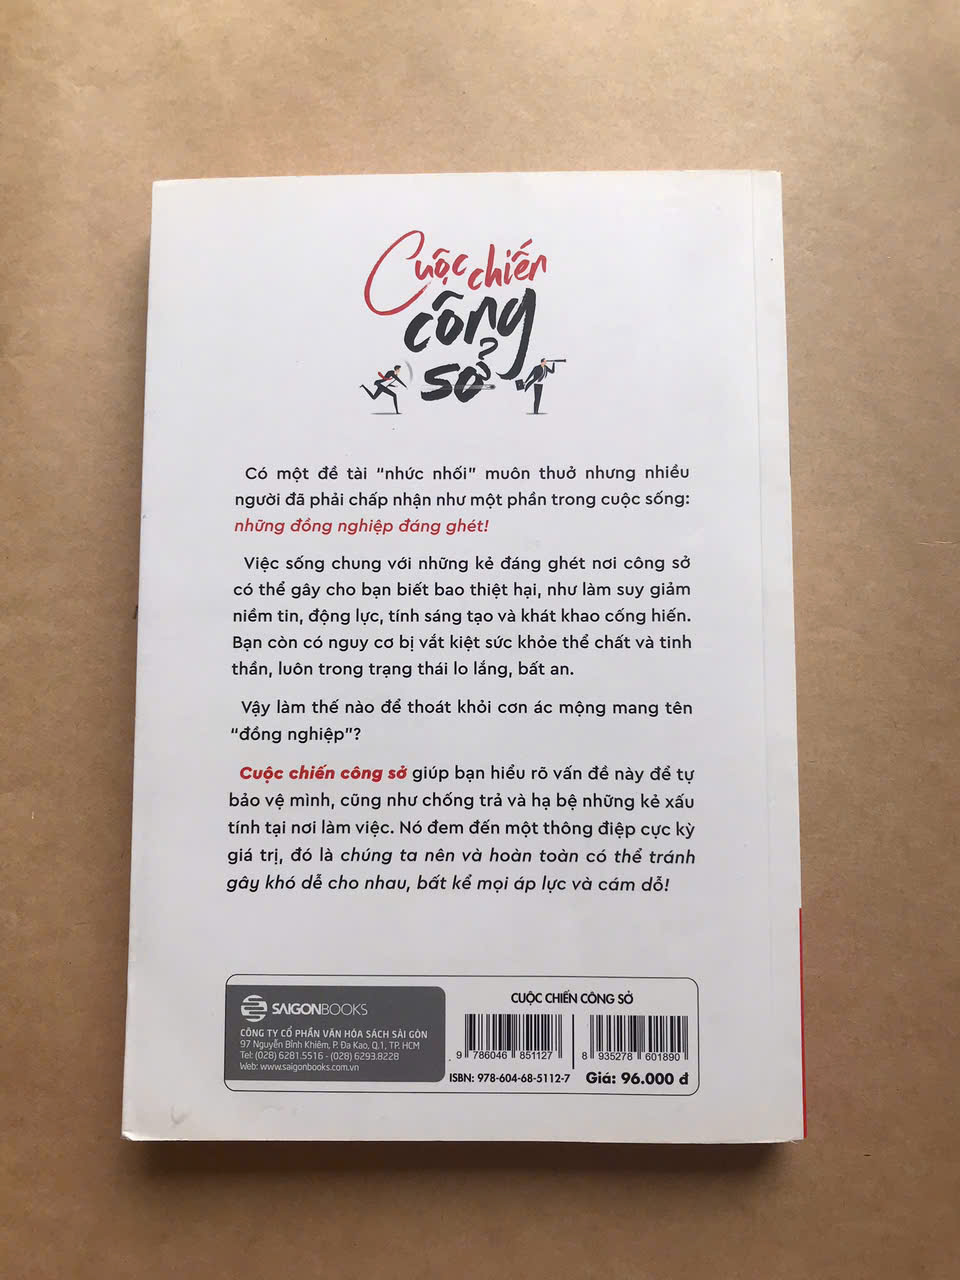 Cuộc chiến
công
sở
Có một đề tài “nhức nhối” muôn thuở nhưng nhiều
người đã phải chấp nhận như một phần trong cuộc sống:
những đồng nghiệp đáng ghét!
Việc sống chung với những kẻ đáng ghét nơi công sở
có thể gây cho bạn biết bao thiệt hại, như làm suy giảm
niềm tin, động lực, tính sáng tạo và khát khao cống hiến.
Bạn còn có nguy cơ bị vắt kiệt sức khỏe thể chất và tinh
thần, luôn trong trạng thái lo lắng, bất an.
Vậy làm thế nào để thoát khỏi cơn ác mộng mang tên
“đồng nghiệp”?
Cuộc chiến công sở giúp bạn hiểu rõ vấn đề này để tự
bảo vệ mình, cũng như chống trả và hạ bệ những kẻ xấu
tính tại nơi làm việc. Nó đem đến một thông điệp cực kỳ
giá trị, đó là chúng ta nên và hoàn toàn có thể tránh
gây khó dễ cho nhau, bất kể mọi áp lực và cám dỗ!
SAIGONBOOKS
CÔNG TY CỔ PHẦN VĂN HÓA SÁCH SÀI GÒN
97 Nguyễn Bỉnh Khiêm, P. Đa Kao, Q.1, TP. HCM
Tel: (028) 6281.5516 - (028) 6293.8228
Web: www.saigonbooks.com.vn
CUỘC CHIẾN CÔNG SỞ
9 786046 851127
8 935278 601890
ISBN: 978-604-68-5112-7
Giá: 96.000 đ